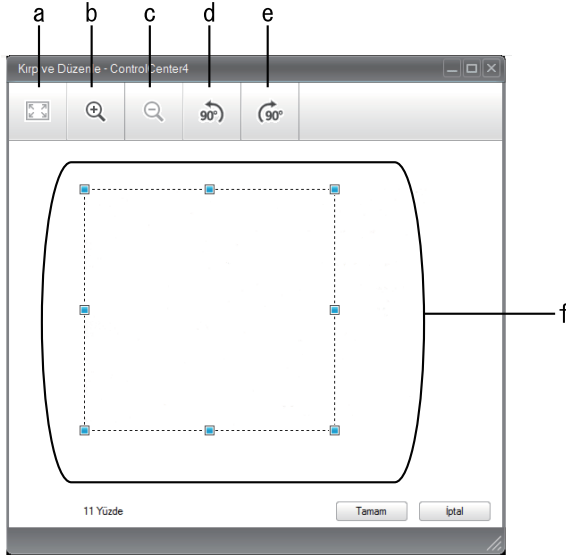 a b c d e
Kırp ve Düzenle - ControlCenter4
90° 90°
f
11 Yüzde
Tamam İptal